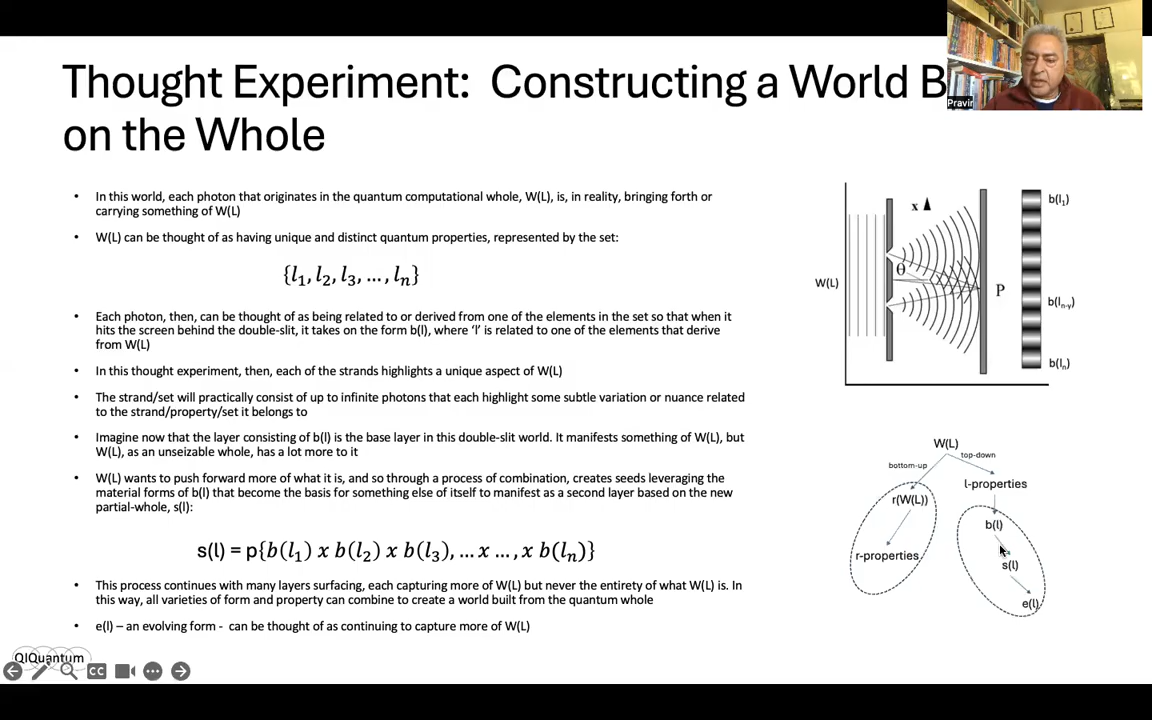 Thought Experiment: Constructing a World B
on the Whole
Pravir
• In this world, each photon that originates in the quantum computational whole, W(L), is, in reality, bringing forth or
carrying something of W(L)
• W(L) can be thought of as having unique and distinct quantum properties, represented by the set:
{l₁, l₂, l₃, ..., lₙ}
• Each photon, then, can be thought of as being related to or derived from one of the elements in the set so that when it
hits the screen behind the double-slit, it takes on the form b(l), where 'l' is related to one of the elements that derive
from W(L)
• In this thought experiment, then, each of the strands highlights a unique aspect of W(L)
• The strand/set will practically consist of up to infinite photons that each highlight some subtle variation or nuance related
to the strand/property/set it belongs to
• Imagine now that the layer consisting of b(l) is the base layer in this double-slit world. It manifests something of W(L), but
W(L), as an unseizable whole, has a lot more to it
• W(L) wants to push forward more of what it is, and so through a process of combination, creates seeds leveraging the
material forms of b(l) that become the basis for something else of itself to manifest as a second layer based on the new
partial-whole, s(l):
s(l) = p{b(l₁) x b(l₂) x b(l₃), ... x ..., x b(lₙ)}
• This process continues with many layers surfacing, each capturing more of W(L) but never the entirety of what W(L) is. In
this way, all varieties of form and property can combine to create a world built from the quantum whole
• e(l) – an evolving form - can be thought of as continuing to capture more of W(L)
x
b(l₁)
θ
W(L)
P
b(lₙ₋ᵧ)
b(lₙ)
W(L)
bottom-up
top-down
l-properties
r(W(L))
b(l)
r-properties
s(l)
e(l)
QIQuantum
CC